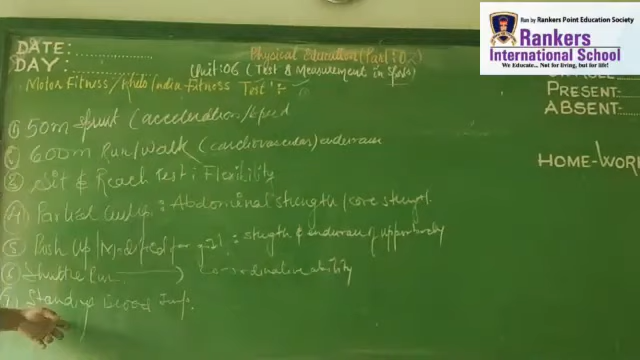 Run by Rankers Point Education Society
Rankers
International School
"We Educate.. Not for living, but for life!"
DATE:
DAY:
Physical Education (Part:
Unit:06 (Test & Measurement in Sports)
Motor Fitness/Khelo India-fitness Test :-
PRESENT
ABSENT
HOME-WORK
① 50m Sprint (acceleration/speed
② 600m Run/Walk (cardiovascular) endurance
③ Sit & Reach Test: Flexibility
④ Partial curl up: Abdominal strength/core strength
⑤ Push Up (Modified for girls: strength & endurance of upper body
⑥ Shuttle Run coordinative ability
⑦ Standing Broad Jump.